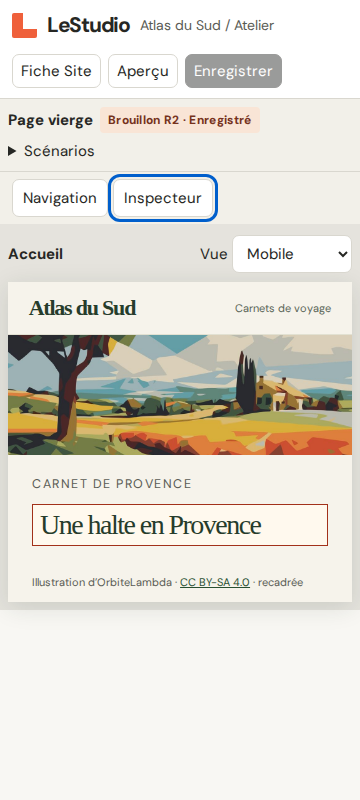 LeStudio Atlas du Sud / Atelier
Fiche Site Aperçu Enregistrer
Page vierge Brouillon R2 · Enregistré
Scénarios
Navigation Inspecteur
Accueil Vue Mobile
Atlas du Sud Carnets de voyage
CARNET DE PROVENCE
Une halte en Provence
Illustration d'OrbiteLambda · CC BY-SA 4.0 · recadrée